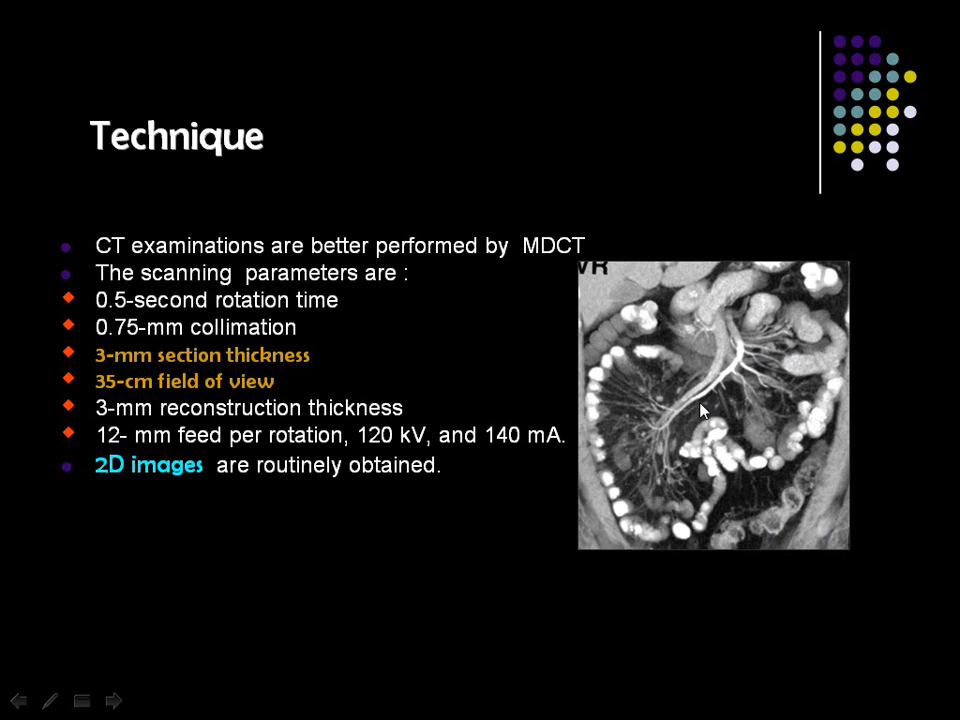 Technique
CT examinations are better performed by MDCT
The scanning parameters are :
0.5-second rotation time
0.75-mm collimation
3-mm section thickness
35-cm field of view
3-mm reconstruction thickness
12- mm feed per rotation, 120 kV, and 140 mA.
2D images are routinely obtained.